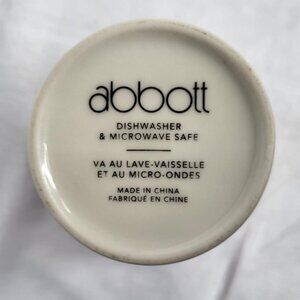 abbott
DISHWASHER
& MICROWAVE SAFE
VA AU LAVE-VAISSELLE
ET AU MICRO-ONDES
MADE IN CHINA
FABRIQUÉ EN CHINE